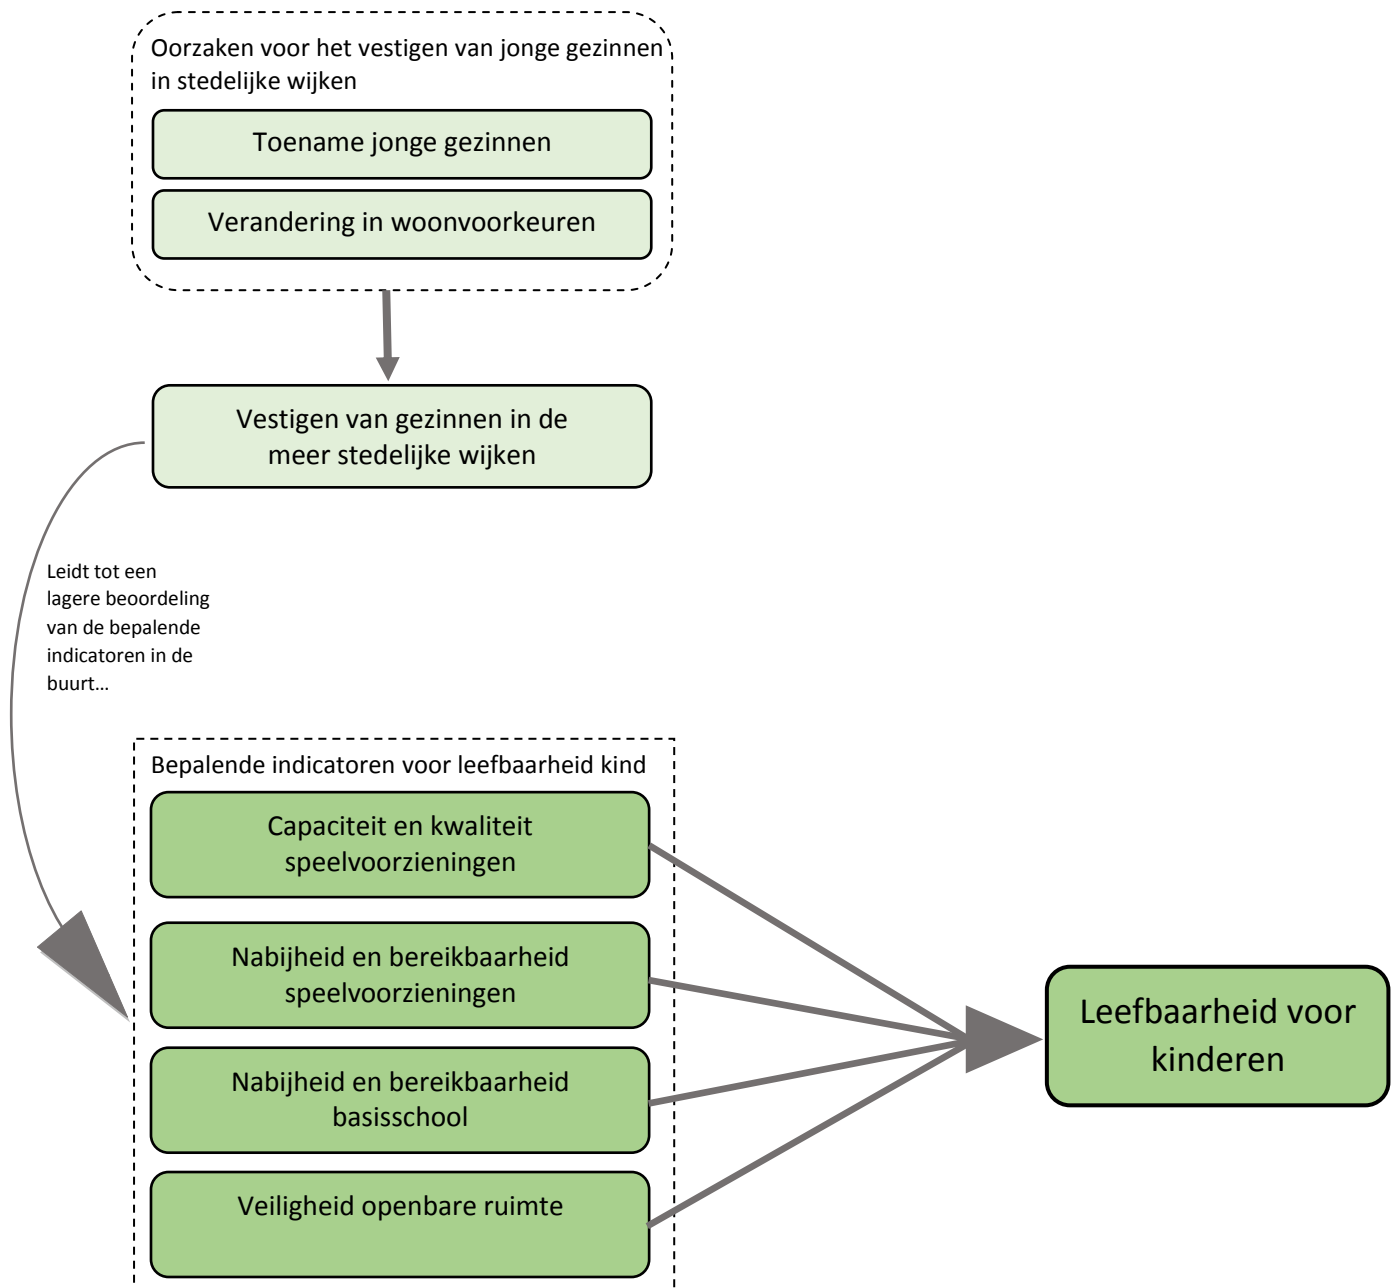 Oorzaken voor het vestigen van jonge gezinnen
in stedelijke wijken
Toename jonge gezinnen
Verandering in woonvoorkeuren
Vestigen van gezinnen in de
meer stedelijke wijken
Leidt tot een
lagere beoordeling
van de bepalende
indicatoren in de
buurt...
Bepalende indicatoren voor leefbaarheid kind
Capaciteit en kwaliteit
speelvoorzieningen
Nabijheid en bereikbaarheid
speelvoorzieningen
Nabijheid en bereikbaarheid
basisschool
Veiligheid openbare ruimte
Leefbaarheid voor
kinderen